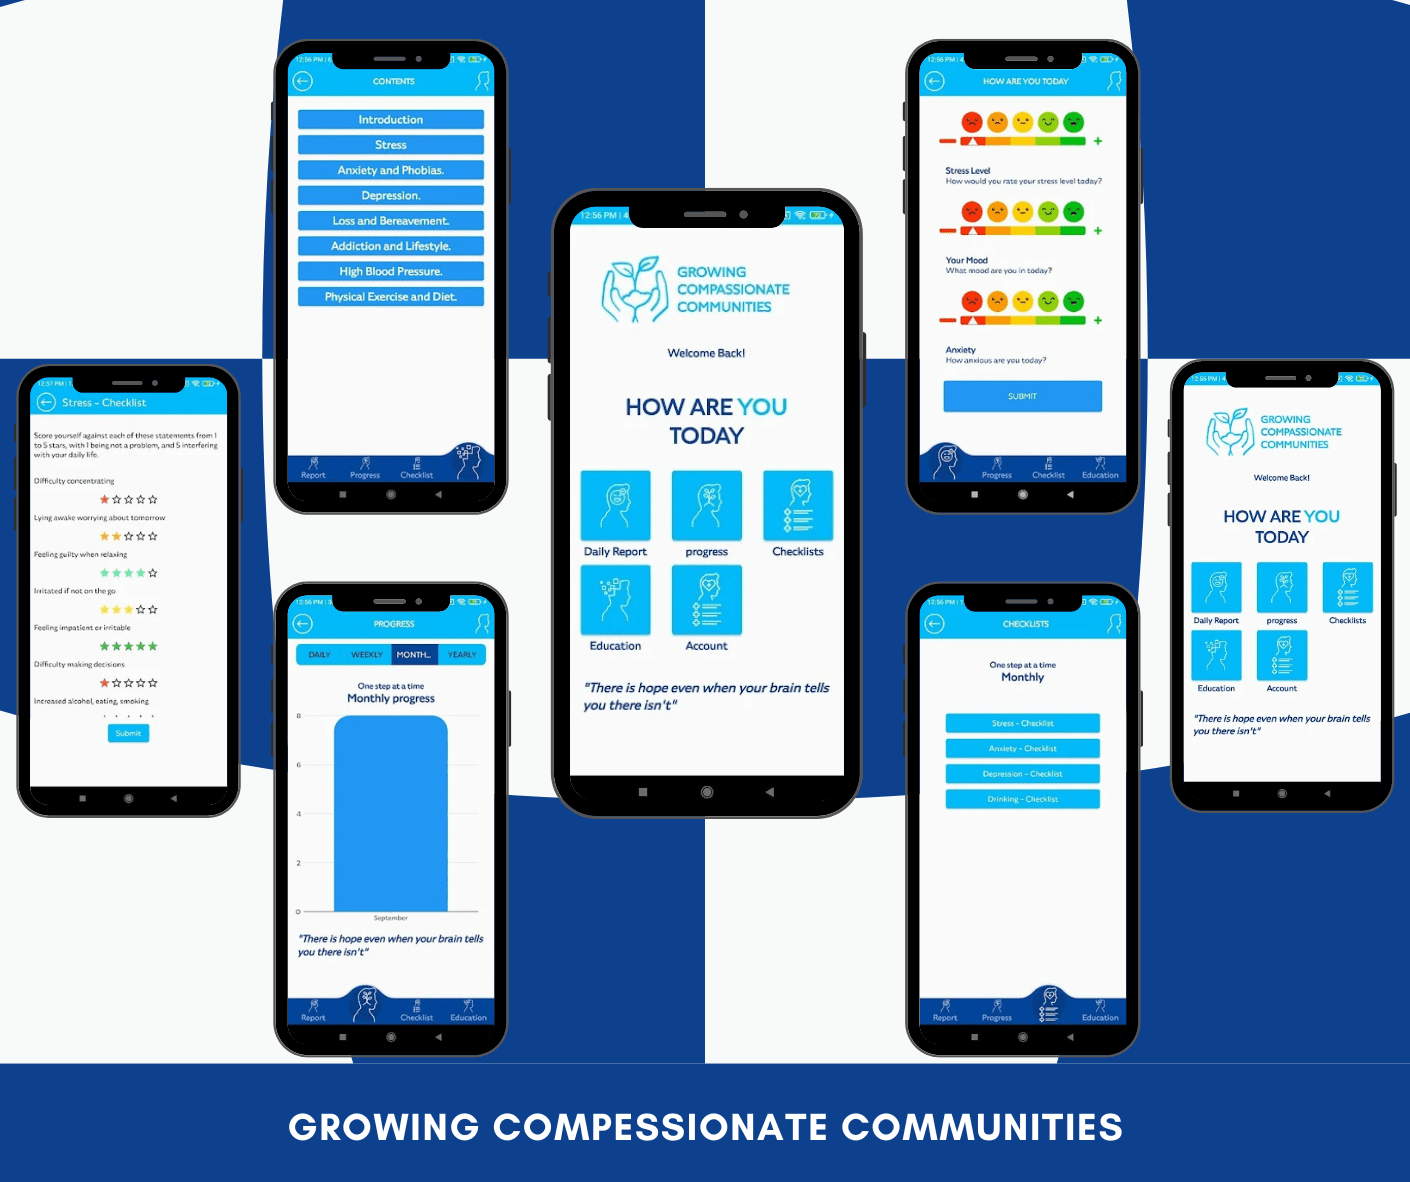 12:56 PM
CONTENTS
Introduction
Stress
Anxiety and Phobias.
Depression.
Loss and Bereavement.
Addiction and Lifestyle.
High Blood Pressure.
Physical Exercise and Diet.
Report
Progress
Checklist
12:56 PM | 4
GROWING
COMPASSIONATE
COMMUNITIES
Welcome Back!
HOW ARE YOU
TODAY
Daily Report
progress
Checklists
Education
Account
"There is hope even when your brain tells
you there isn't"
12:56 PM
HOW ARE YOU TODAY
Stress Level
How would you rate your stress level today?
Your Mood
What mood are you in today?
Anxiety
How anxious are you today?
SUBMIT
Progress
Checklist
Education
12:57 PM
Stress - Checklist
Score yourself against each of these statements from 1
to 5 stars, with 1 being not a problem, and 5 interfering
with your daily life.
Difficulty concentrating
Lying awake worrying about tomorrow
Feeling guilty when relaxing
Irritated if not on the go
Feeling impatient or irritable
Difficulty making decisions
Increased alcohol, eating, smoking
Submit
12:56 PM
PROGRESS
DAILY WEEKLY MONTH... YEARLY
One step at a time
Monthly progress
8
6
4
2
0
September
"There is hope even when your brain tells
you there isn't"
Report
Checklist
Education
12:56 PM
CHECKLISTS
One step at a time
Monthly
Stress - Checklist
Anxiety - Checklist
Depression - Checklist
Drinking - Checklist
Report
Progress
Education
12:56
GROWING
COMPASSIONATE
COMMUNITIES
Welcome Back!
HOW ARE YOU
TODAY
Daily Report
progress
Checklists
Education
Account
"There is hope even when your brain tells
you there isn't"
GROWING COMPESSIONATE COMMUNITIES